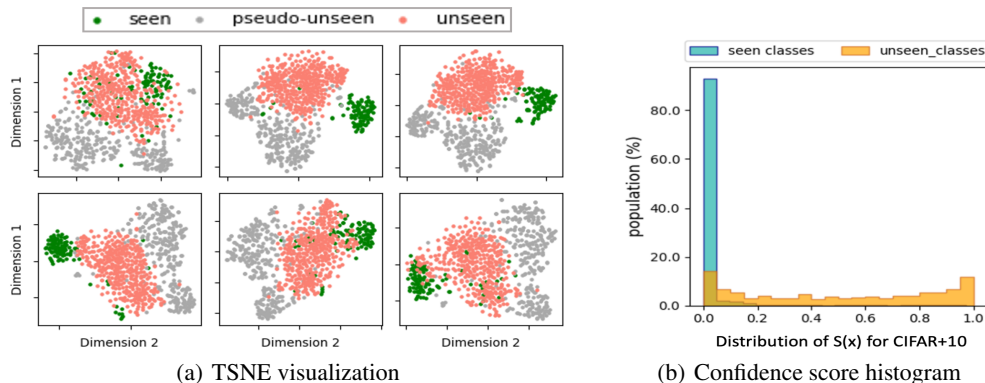 seen pseudo-unseen unseen
Dimension 1
Dimension 1
Dimension 2 Dimension 2 Dimension 2
(a) TSNE visualization
seen classes unseen_classes
population (%)
80.0
60.0
40.0
20.0
0.0
0.0 0.2 0.4 0.6 0.8 1.0
Distribution of S(x) for CIFAR+10
(b) Confidence score histogram